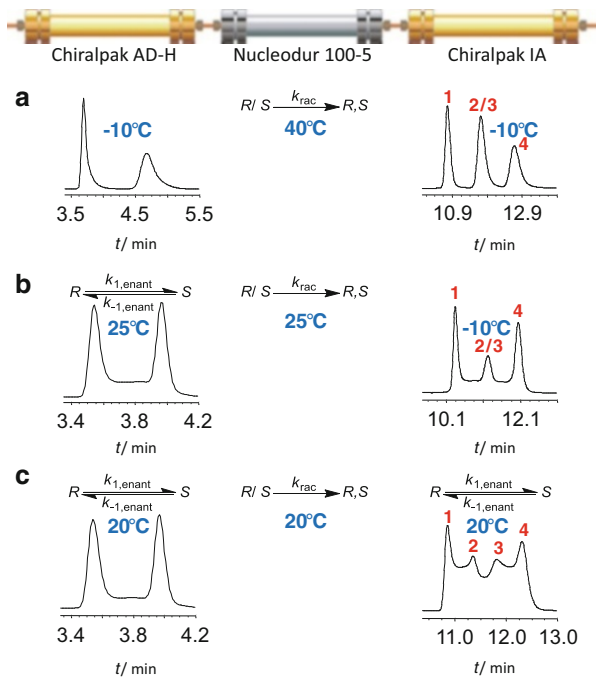 Chiralpak AD-H Nucleodur 100-5 Chiralpak IA
a
-10°C
3.5 4.5 5.5
t/ min
R/ S k_rac R,S
40°C
1 2/3 -10°C 4
10.9 12.9
t/ min
b
R k_1,enant S
k_-1,enant
25°C
3.4 3.8 4.2
t/ min
R/ S k_rac R,S
25°C
1 4
-10°C
2/3
10.1 12.1
t/ min
c
R k_1,enant S
k_-1,enant
20°C
3.4 3.8 4.2
t/ min
R/ S k_rac R,S
20°C
R k_1,enant S
k_-1,enant
20°C
1 2 3 4
11.0 12.0 13.0
t/ min